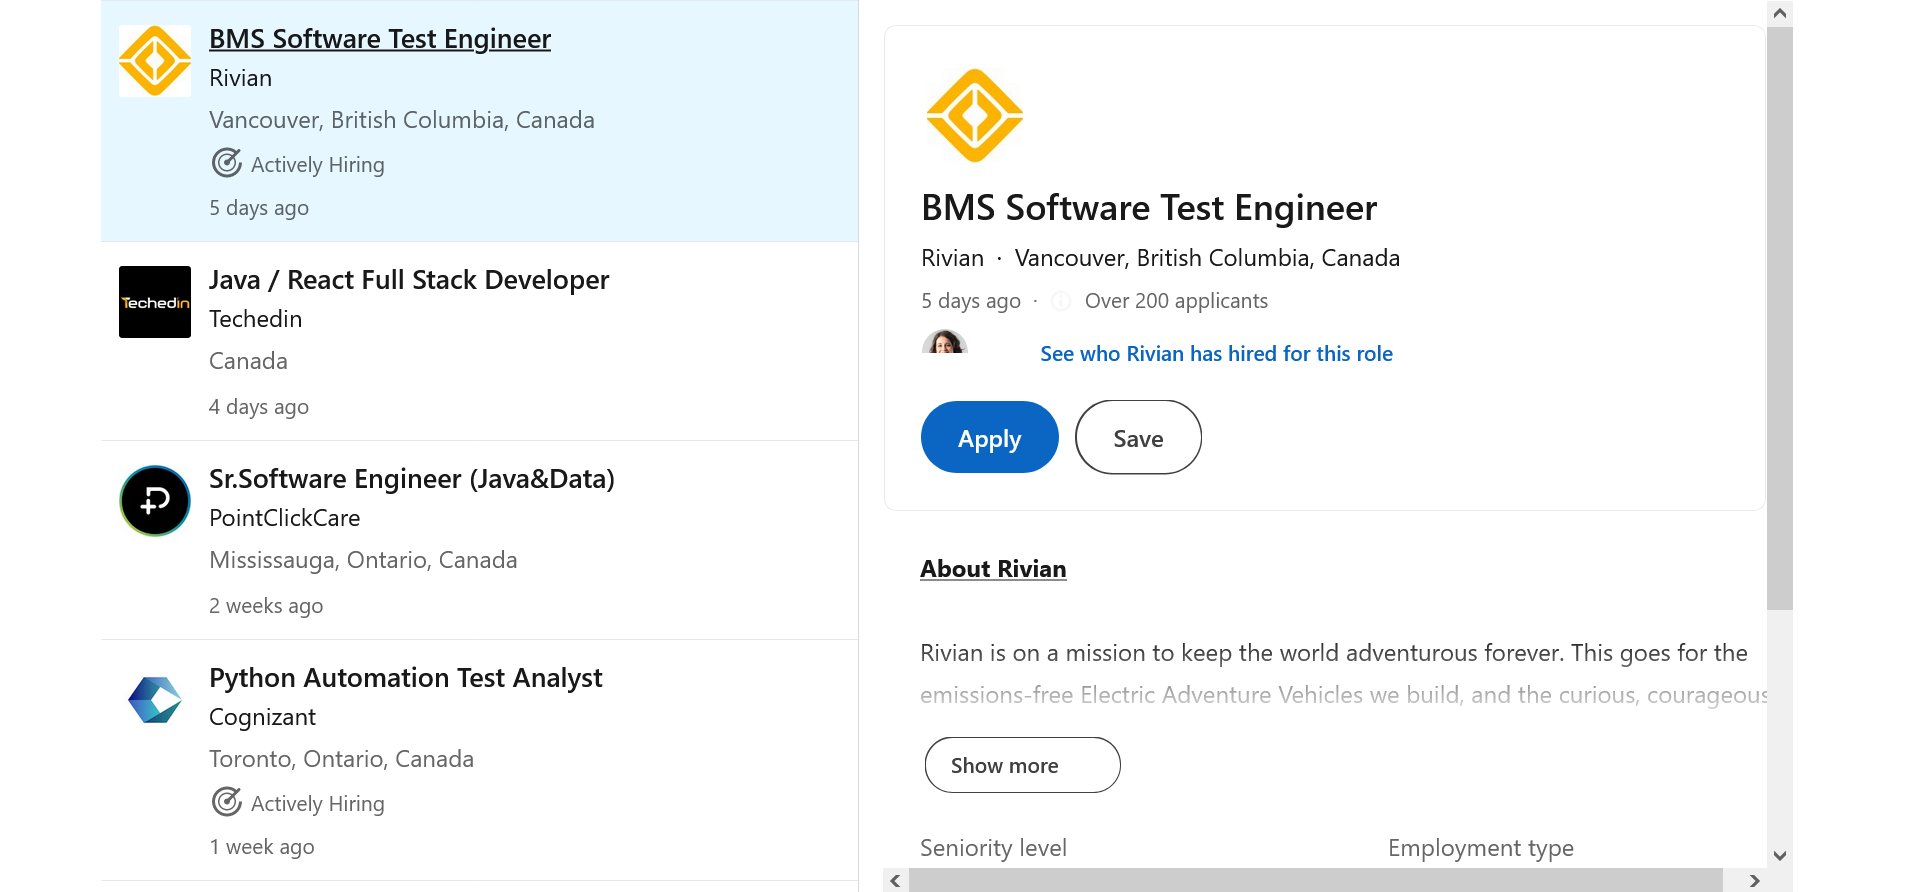 BMS Software Test Engineer
Rivian
Vancouver, British Columbia, Canada
Actively Hiring
5 days ago
Techedin
Java / React Full Stack Developer
Techedin
Canada
4 days ago
Sr.Software Engineer (Java&Data)
PointClickCare
Mississauga, Ontario, Canada
2 weeks ago
Python Automation Test Analyst
Cognizant
Toronto, Ontario, Canada
Actively Hiring
1 week ago
BMS Software Test Engineer
Rivian · Vancouver, British Columbia, Canada
5 days ago · Over 200 applicants
See who Rivian has hired for this role
Apply Save
About Rivian
Rivian is on a mission to keep the world adventurous forever. This goes for the
emissions-free Electric Adventure Vehicles we build, and the curious, courageous
Show more
Seniority level Employment type